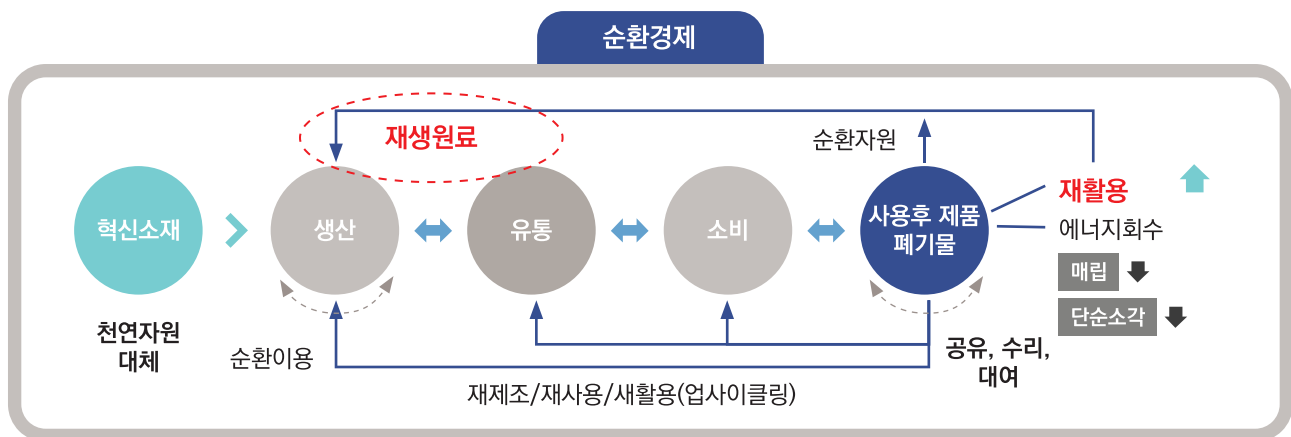 순환경제
재생원료
순환자원
혁신소재
생산
유통
소비
사용후 제품
폐기물
재활용
에너지회수
매립
단순소각
천연자원
대체
순환이용
공유, 수리,
대여
재제조/재사용/새활용(업사이클링)